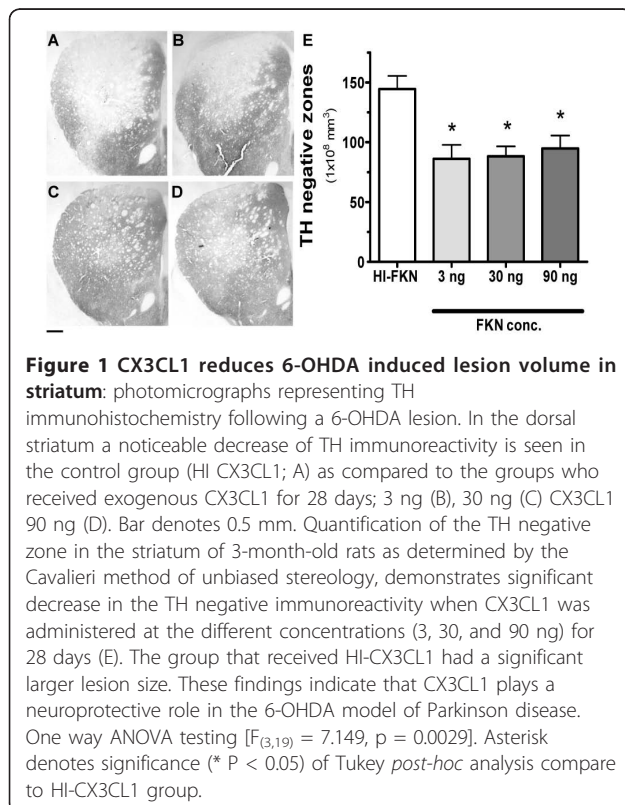 A
B
C
D
E
TH negative zones
(1x10⁸ mm³)
150
100
50
0
*
*
*
HI-FKN
3 ng
30 ng
90 ng
FKN conc.
Figure 1 CX3CL1 reduces 6-OHDA induced lesion volume in
striatum: photomicrographs representing TH
immunohistochemistry following a 6-OHDA lesion. In the dorsal
striatum a noticeable decrease of TH immunoreactivity is seen in
the control group (HI CX3CL1; A) as compared to the groups who
received exogenous CX3CL1 for 28 days; 3 ng (B), 30 ng (C) CX3CL1
90 ng (D). Bar denotes 0.5 mm. Quantification of the TH negative
zone in the striatum of 3-month-old rats as determined by the
Cavalieri method of unbiased stereology, demonstrates significant
decrease in the TH negative immunoreactivity when CX3CL1 was
administered at the different concentrations (3, 30, and 90 ng) for
28 days (E). The group that received HI-CX3CL1 had a significant
larger lesion size. These findings indicate that CX3CL1 plays a
neuroprotective role in the 6-OHDA model of Parkinson disease.
One way ANOVA testing [F(3,19) = 7.149, p = 0.0029]. Asterisk
denotes significance (* P < 0.05) of Tukey post-hoc analysis compare
to HI-CX3CL1 group.